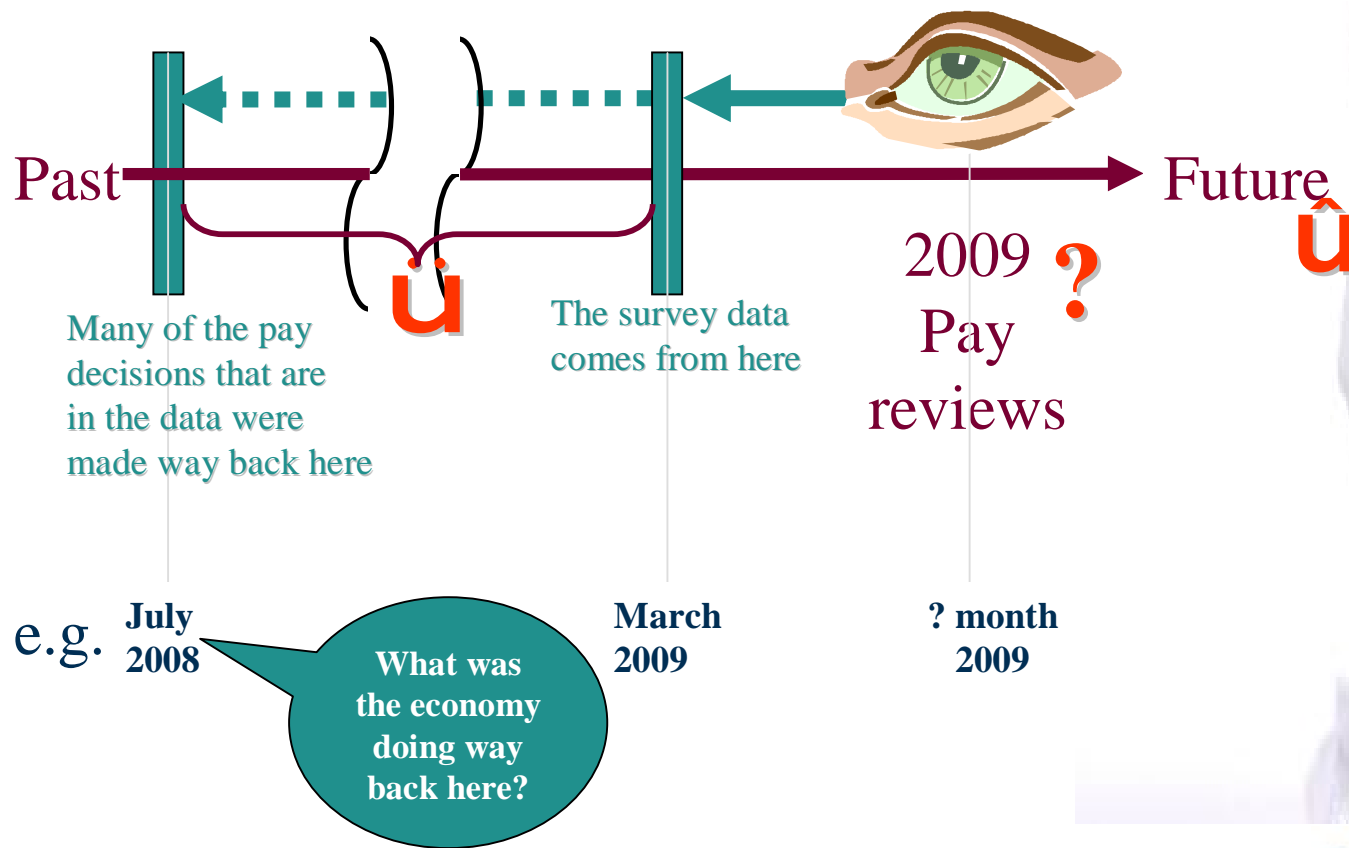 Past
Future
û
ü
2009
Pay
reviews
?
Many of the pay
decisions that are
in the data were
made way back here
The survey data
comes from here
e.g.
July
2008
March
2009
? month
2009
What was
the economy
doing way
back here?